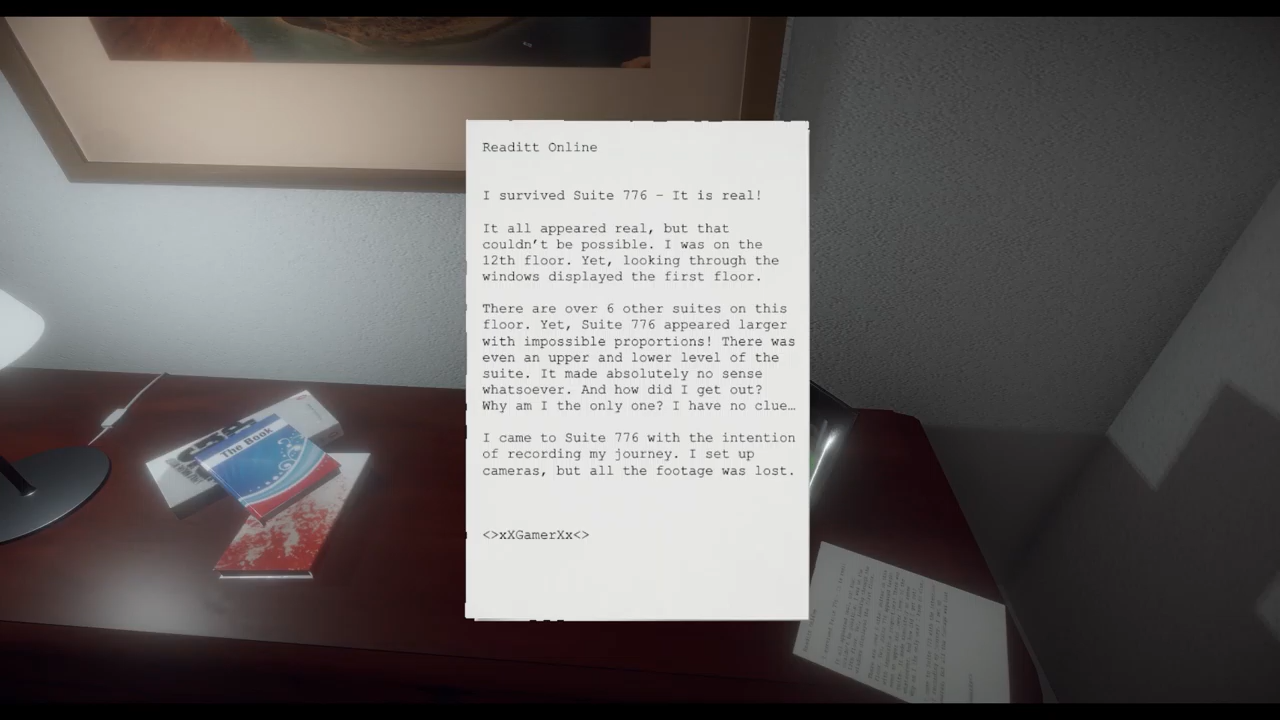 Readitt Online
I survived Suite 776 – It is real!
It all appeared real, but that
couldn't be possible. I was on the
12th floor. Yet, looking through the
windows displayed the first floor.
There are over 6 other suites on this
floor. Yet, Suite 776 appeared larger
with impossible proportions! There was
even an upper and lower level of the
suite. It made absolutely no sense
whatsoever. And how did I get out?
Why am I the only one? I have no clue…
I came to Suite 776 with the intention
of recording my journey. I set up
cameras, but all the footage was lost.
<>xXGamerXx<>
The Book